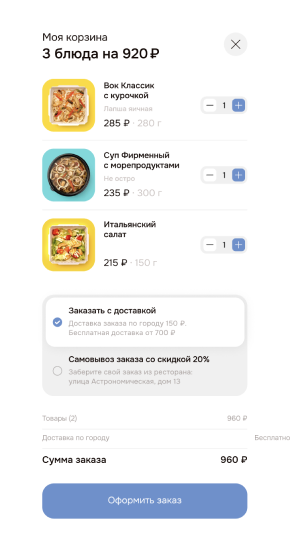 Моя корзина
3 блюда на 920 ₽
Вок Классик
с курочкой
Лапша яичная
285 ₽ · 280 г
1
Суп Фирменный
с морепродуктами
Не остро
235 ₽ · 300 г
1
Итальянский
салат
215 ₽ · 150 г
1
Заказать с доставкой
Доставка заказа по городу 150 ₽.
Бесплатная доставка от 700 ₽
Самовывоз заказа со скидкой 20%
Заберите свой заказ из ресторана:
улица Астрономическая, дом 13
Товары (2) 960 ₽
Доставка по городу Бесплатно
Сумма заказа 960 ₽
Оформить заказ